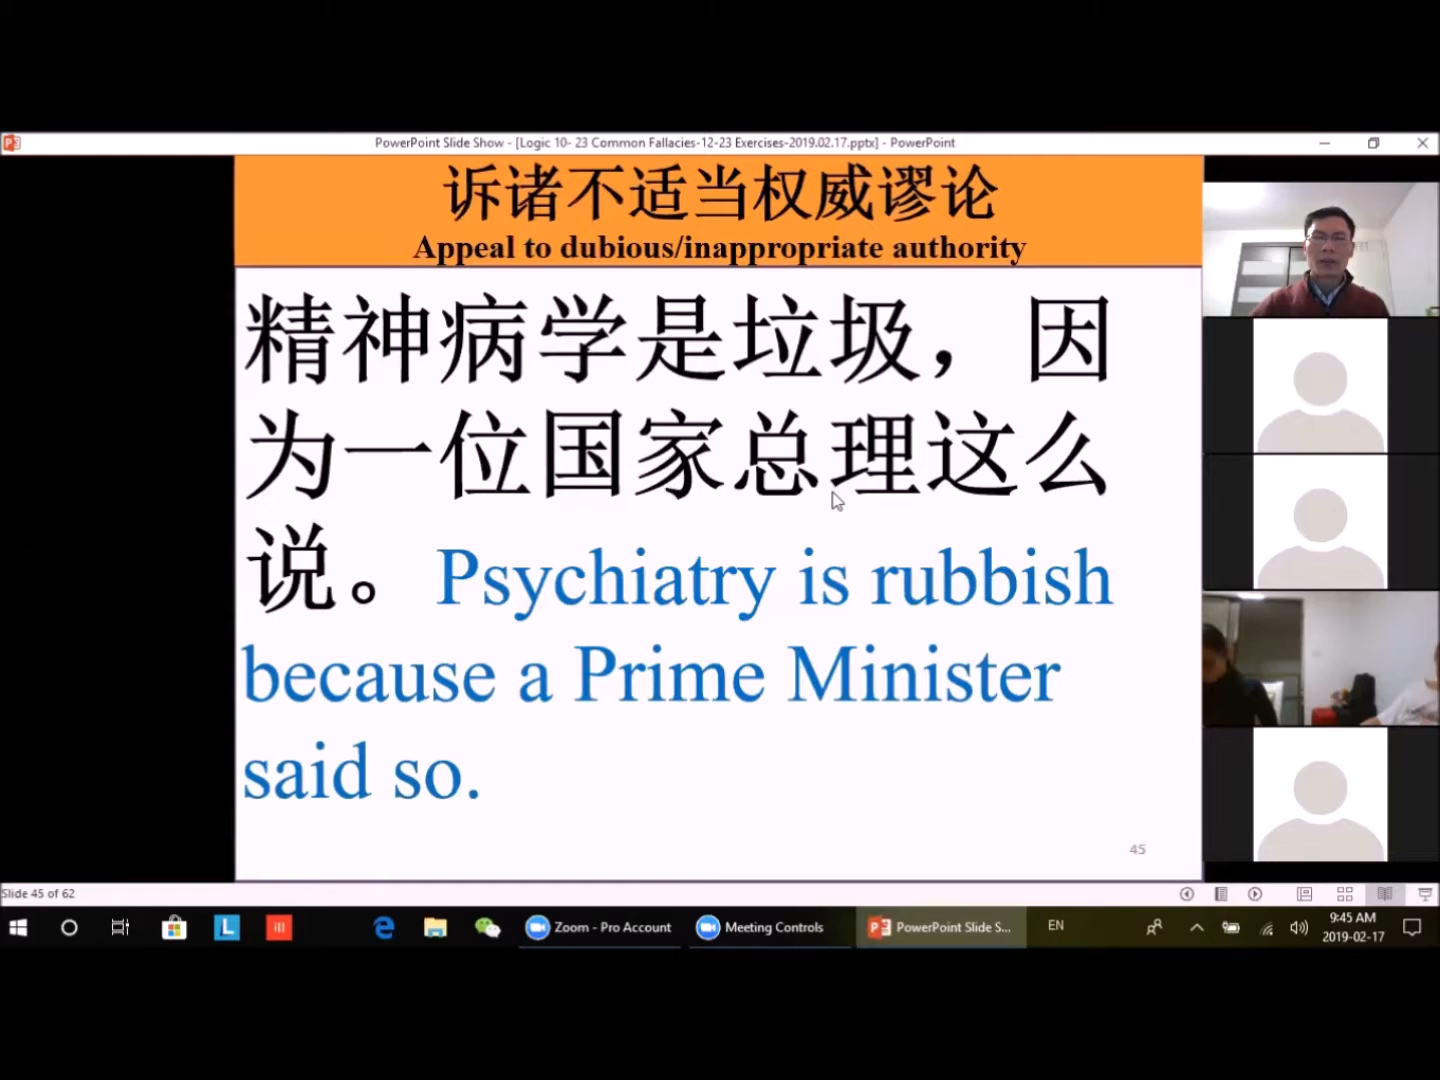 PowerPoint Slide Show - [Logic 10- 23 Common Fallacies-12-23 Exercises-2019.02.17.pptx] - PowerPoint
诉诸不适当权威谬论
Appeal to dubious/inappropriate authority
精神病学是垃圾，因
为一位国家总理这么
说。Psychiatry is rubbish
because a Prime Minister
said so.
45
Slide 45 of 62
Zoom - Pro Account
Meeting Controls
PowerPoint Slide S...
EN
9:45 AM
2019-02-17